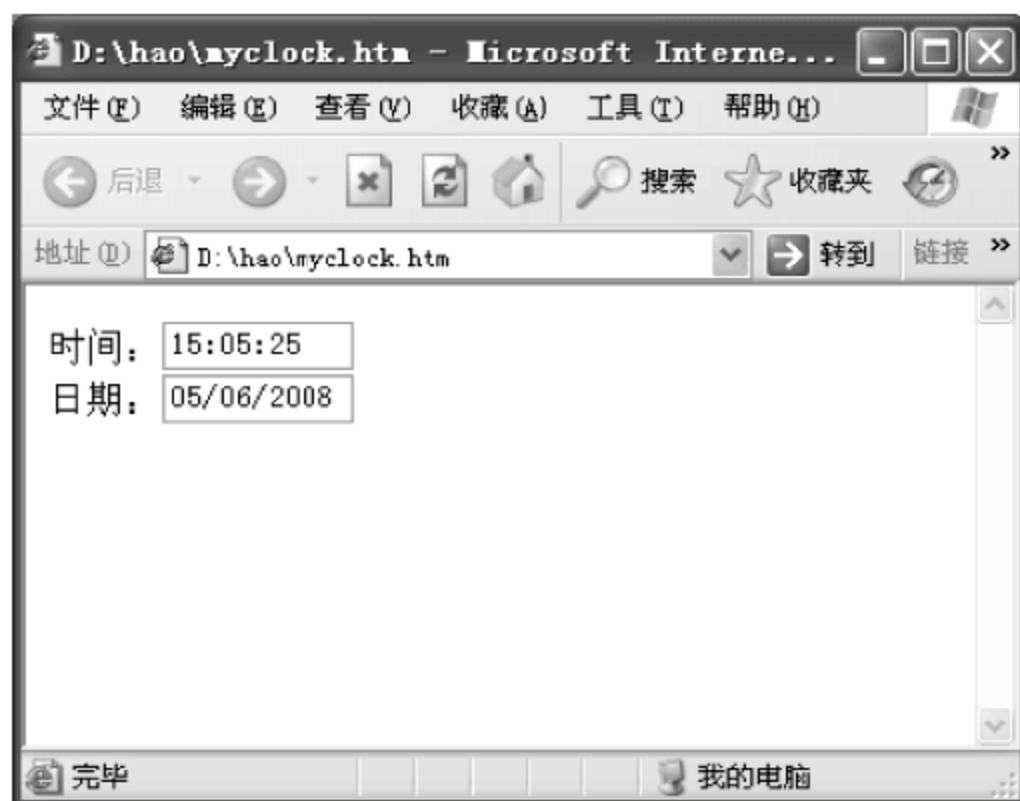 D:\hao\myclock.htm - Microsoft Interne...
文件(F) 编辑(E) 查看(V) 收藏(A) 工具(T) 帮助(H)
后退 搜索 收藏夹 »
地址(D) D:\hao\myclock.htm 转到 链接 »
时间: 15:05:25
日期: 05/06/2008
完毕 我的电脑